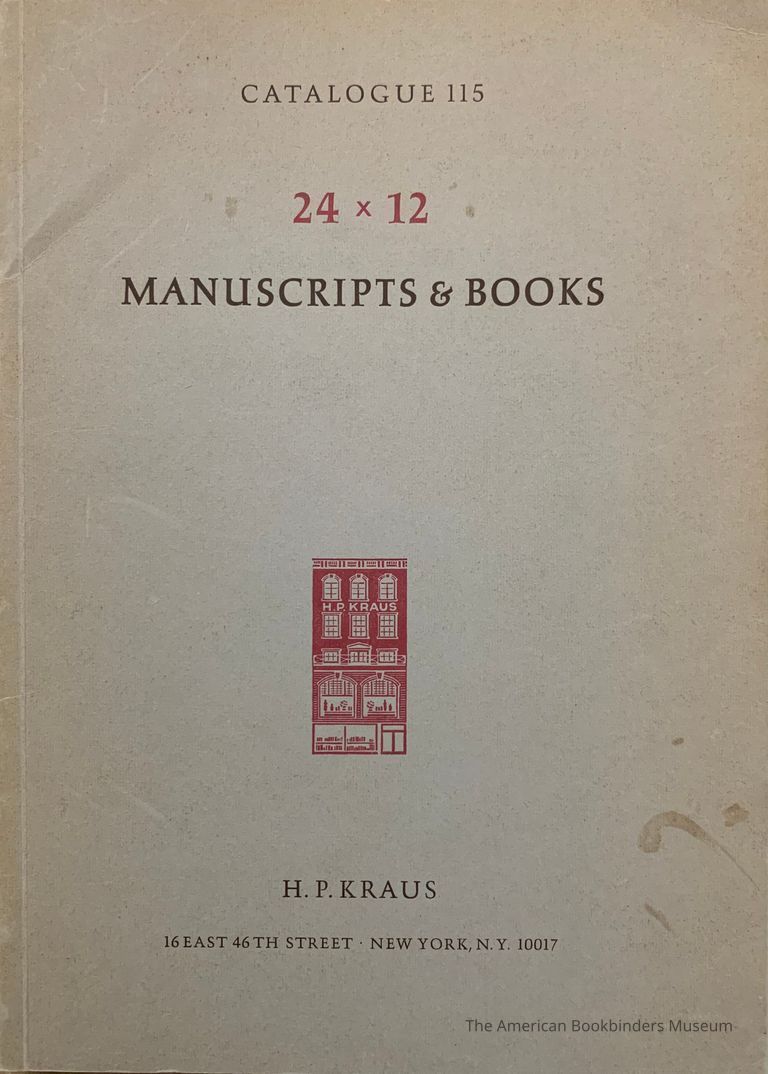 CATALOGUE 115
24 × 12
MANUSCRIPTS & BOOKS
H. P. KRAUS
H. P. KRAUS
16 EAST 46TH STREET · NEW YORK, N. Y. 10017
The American Bookbinders Museum